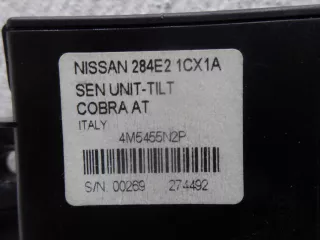 NISSAN 284E2 1CX1A
SEN UNIT-TILT
COBRA AT
ITALY
4M5455N2P
S/N. 00269 274492